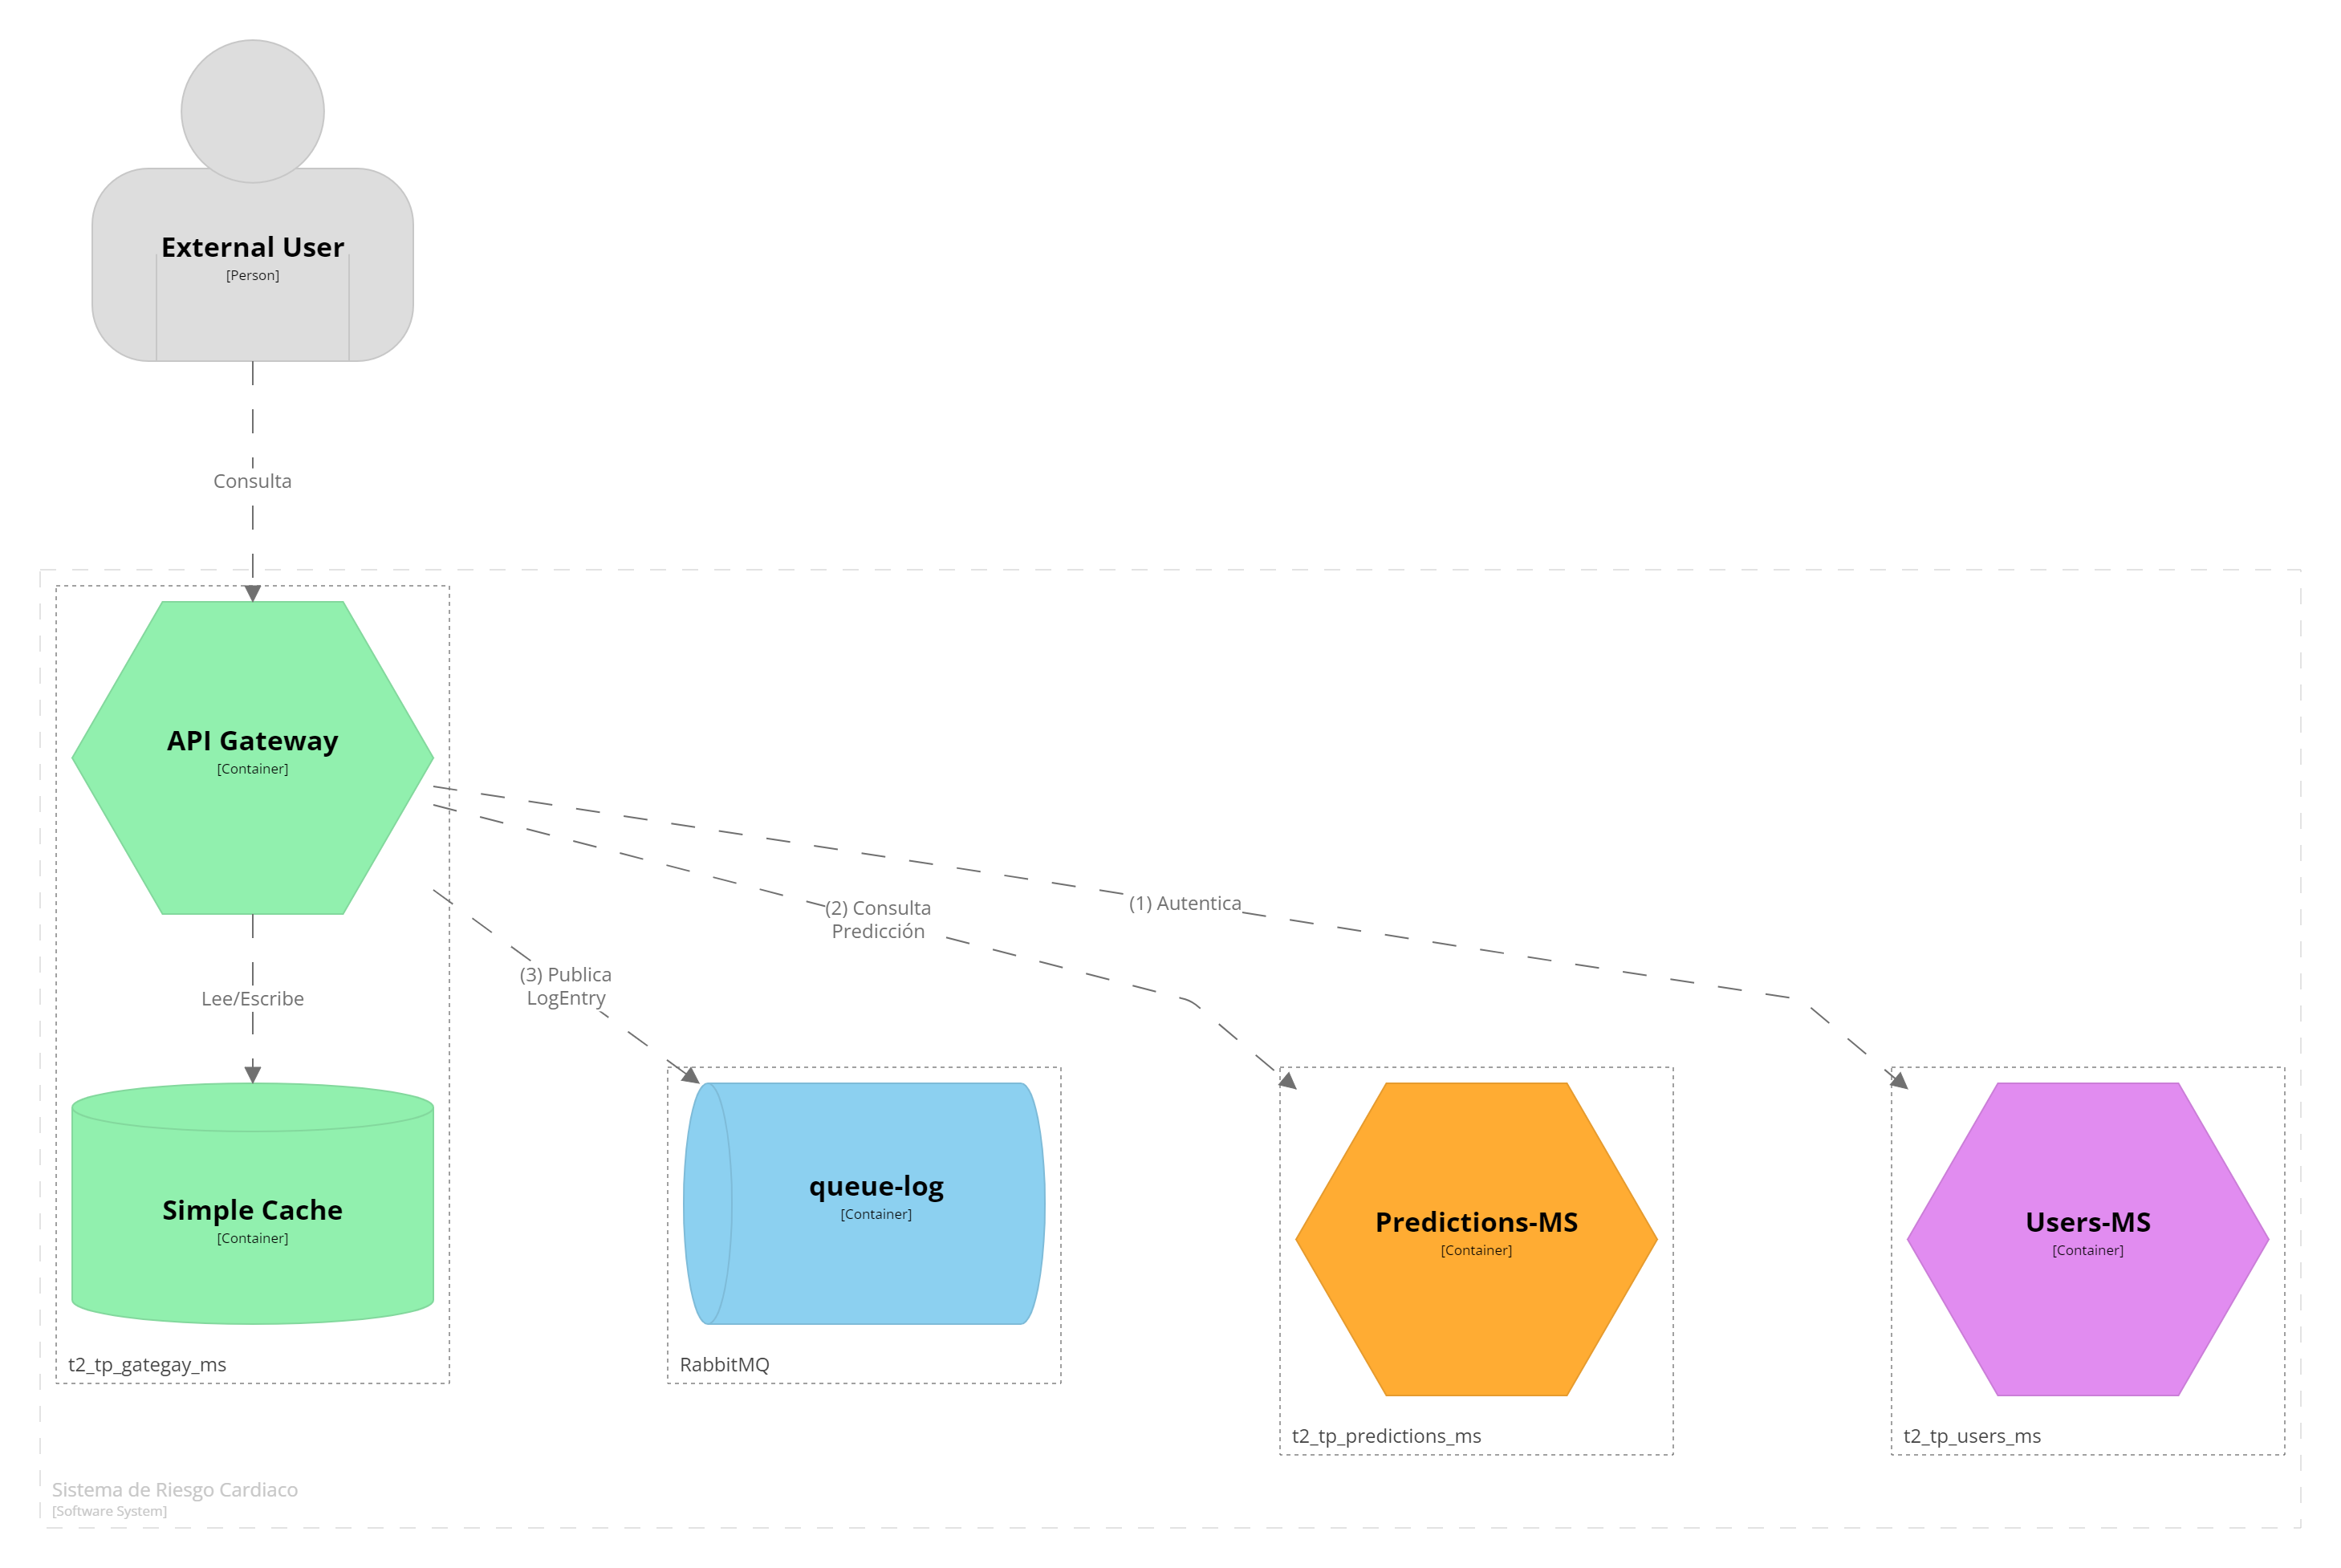 External User
[Person]
Consulta
API Gateway
[Container]
(1) Autentica
(2) Consulta
Predicción
(3) Publica
LogEntry
Lee/Escribe
Simple Cache
[Container]
queue-log
[Container]
Predictions-MS
[Container]
Users-MS
[Container]
t2_tp_gategay_ms
RabbitMQ
t2_tp_predictions_ms
t2_tp_users_ms
Sistema de Riesgo Cardiaco
[Software System]